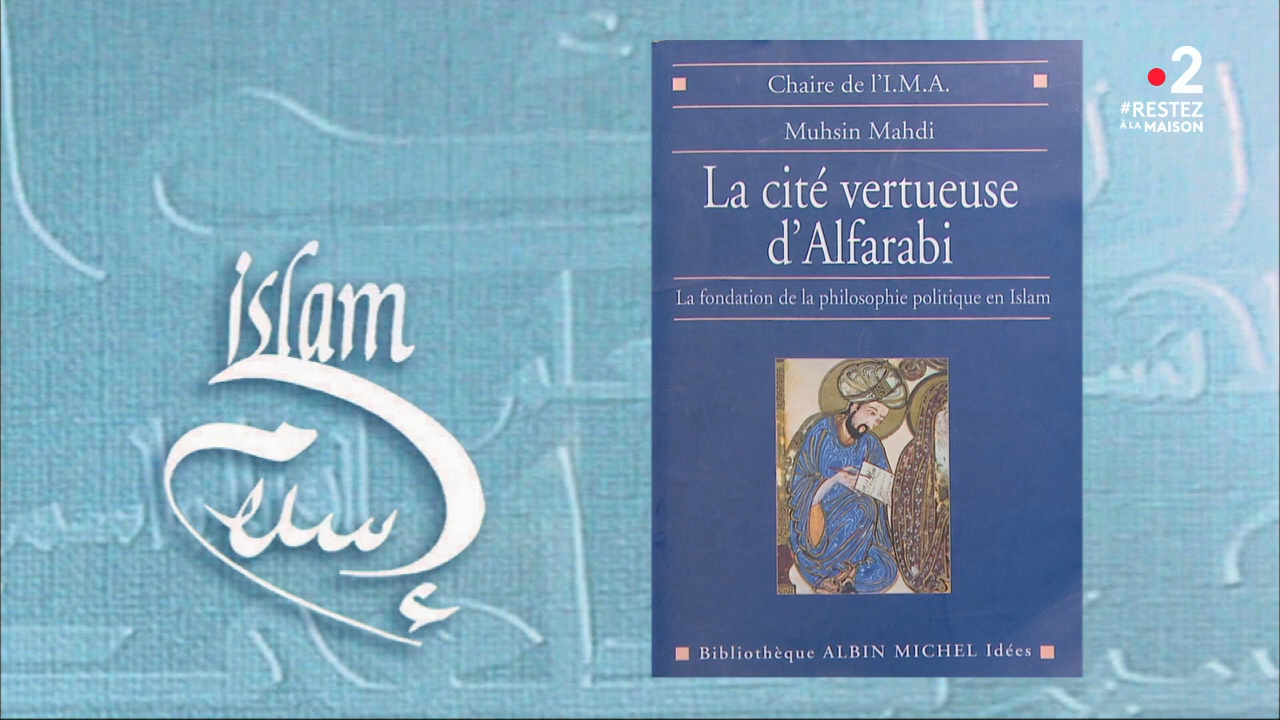 2
#RESTEZ
À LA MAISON
islam
إسلام
Chaire de l'I.M.A.
Muhsin Mahdi
La cité vertueuse
d'Alfarabi
La fondation de la philosophie politique en Islam
Bibliothèque ALBIN MICHEL Idées